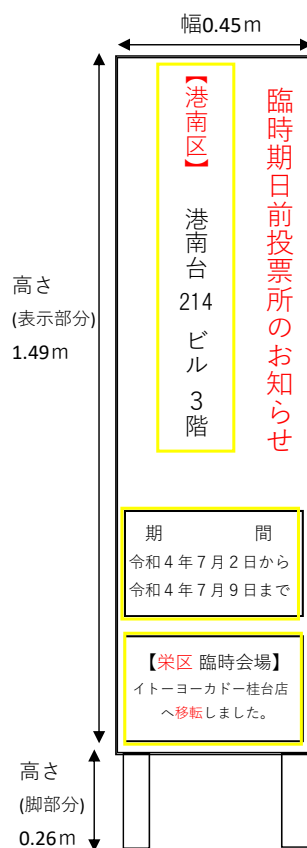 幅0.45ｍ
臨時期日前投票所のお知らせ
【港南区】 港南台 214 ビル 3階
高さ
(表示部分)
1.49ｍ
期 間
令和４年７月２日から
令和４年７月９日まで
【栄区 臨時会場】
イトーヨーカドー桂台店
へ移転しました。
高さ
(脚部分)
0.26ｍ